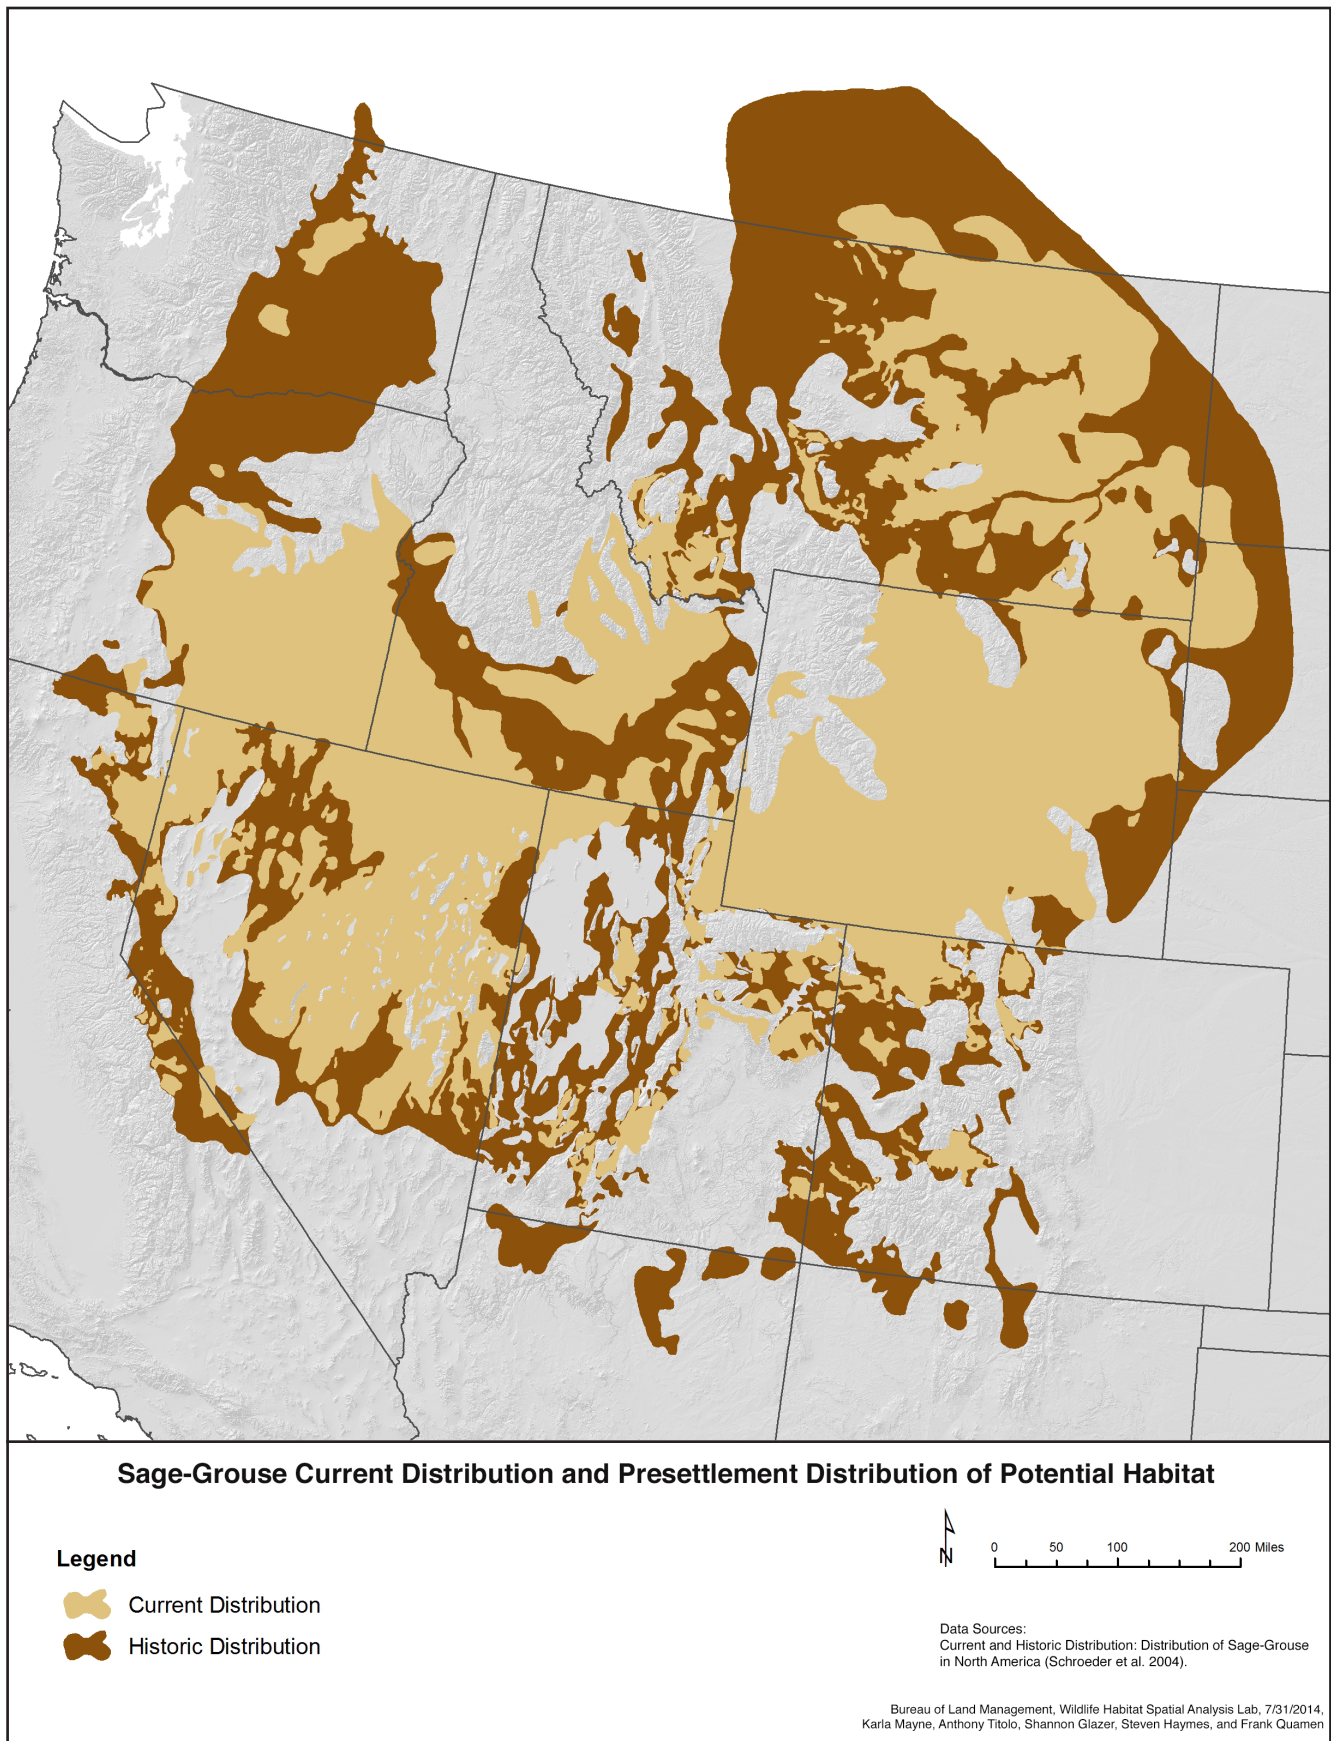 Sage-Grouse Current Distribution and Presettlement Distribution of Potential Habitat
N
0 50 100 200 Miles
Legend
Current Distribution
Historic Distribution
Data Sources:
Current and Historic Distribution: Distribution of Sage-Grouse
in North America (Schroeder et al. 2004).
Bureau of Land Management, Wildlife Habitat Spatial Analysis Lab, 7/31/2014,
Karla Mayne, Anthony Titolo, Shannon Glazer, Steven Haymes, and Frank Quamen